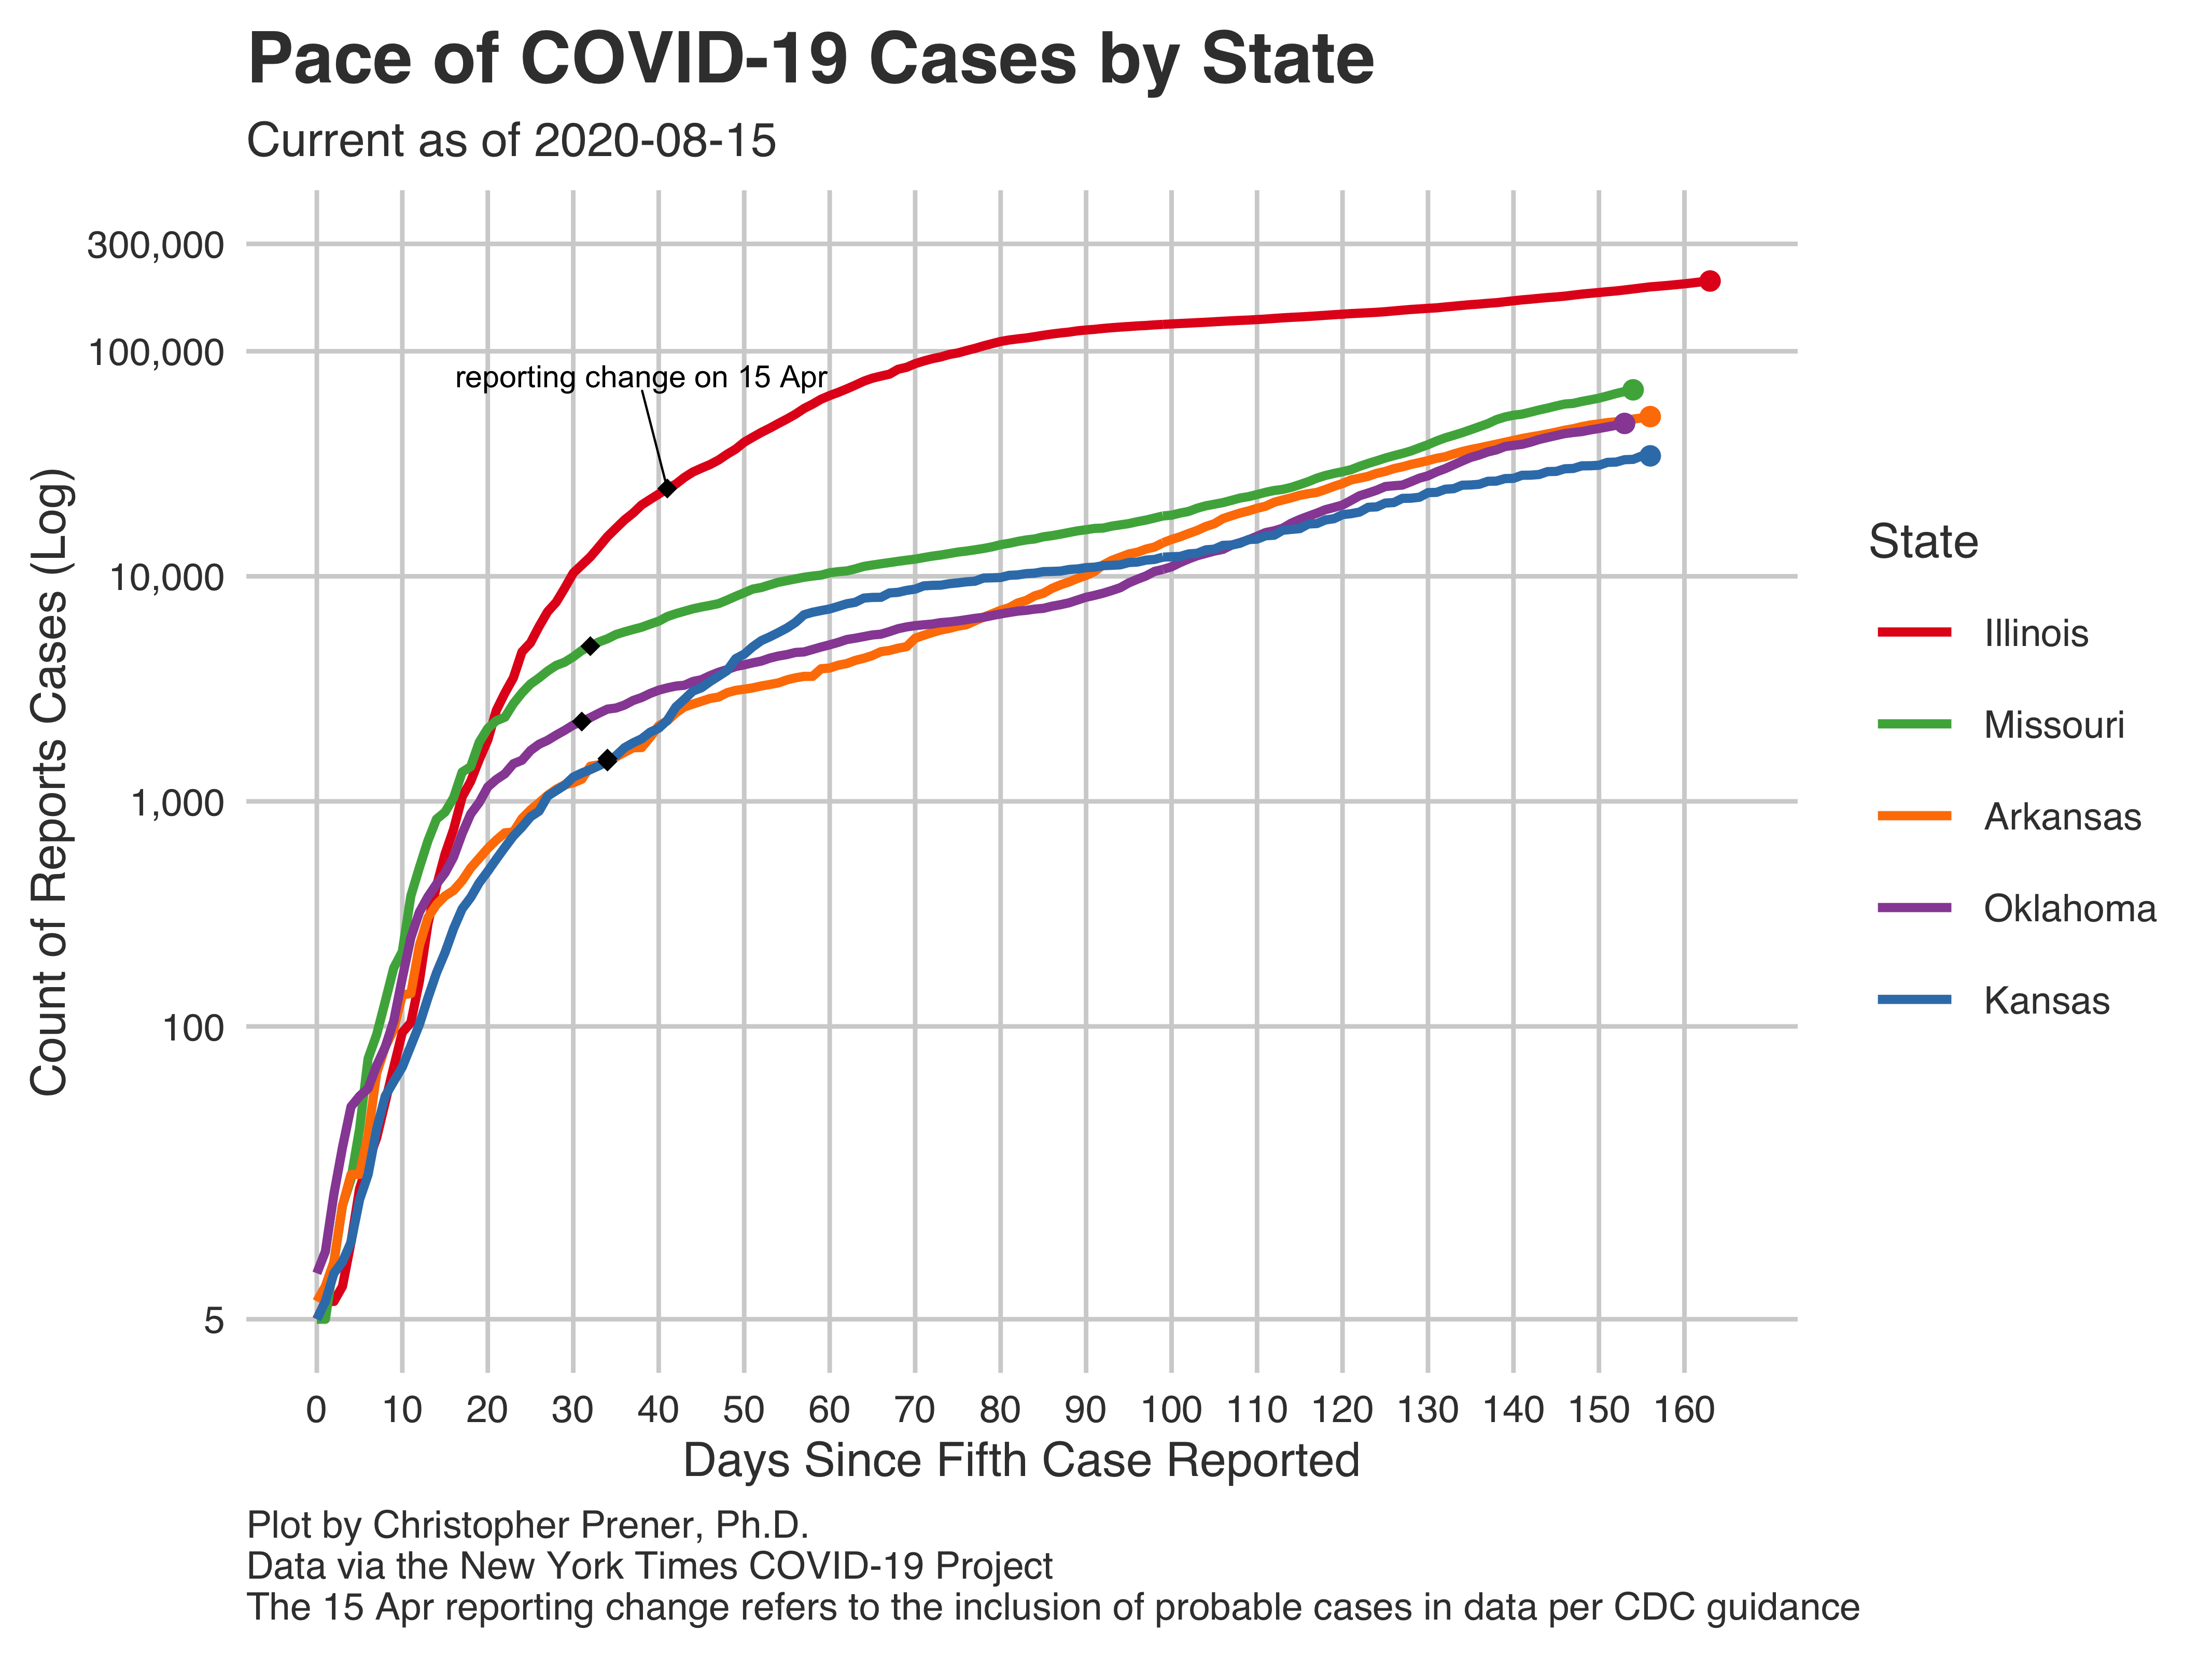 Pace of COVID-19 Cases by State
Current as of 2020-08-15
300,000
100,000
10,000
1,000
100
5
Count of Reports Cases (Log)
reporting change on 15 Apr
0 10 20 30 40 50 60 70 80 90 100 110 120 130 140 150 160
Days Since Fifth Case Reported
State
Illinois
Missouri
Arkansas
Oklahoma
Kansas
Plot by Christopher Prener, Ph.D.
Data via the New York Times COVID-19 Project
The 15 Apr reporting change refers to the inclusion of probable cases in data per CDC guidance